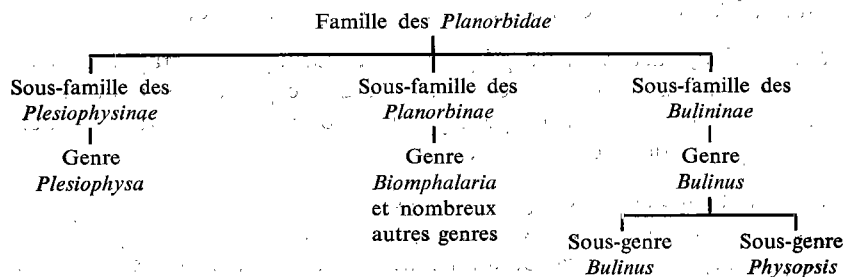 Famille des Planorbidae
Sous-famille des
Plesiophysinae
Genre
Plesiophysa
Sous-famille des
Planorbinae
Genre
Biomphalaria
et nombreux
autres genres
Sous-famille des
Bulininae
Genre
Bulinus
Sous-genre
Bulinus
Sous-genre
Physopsis